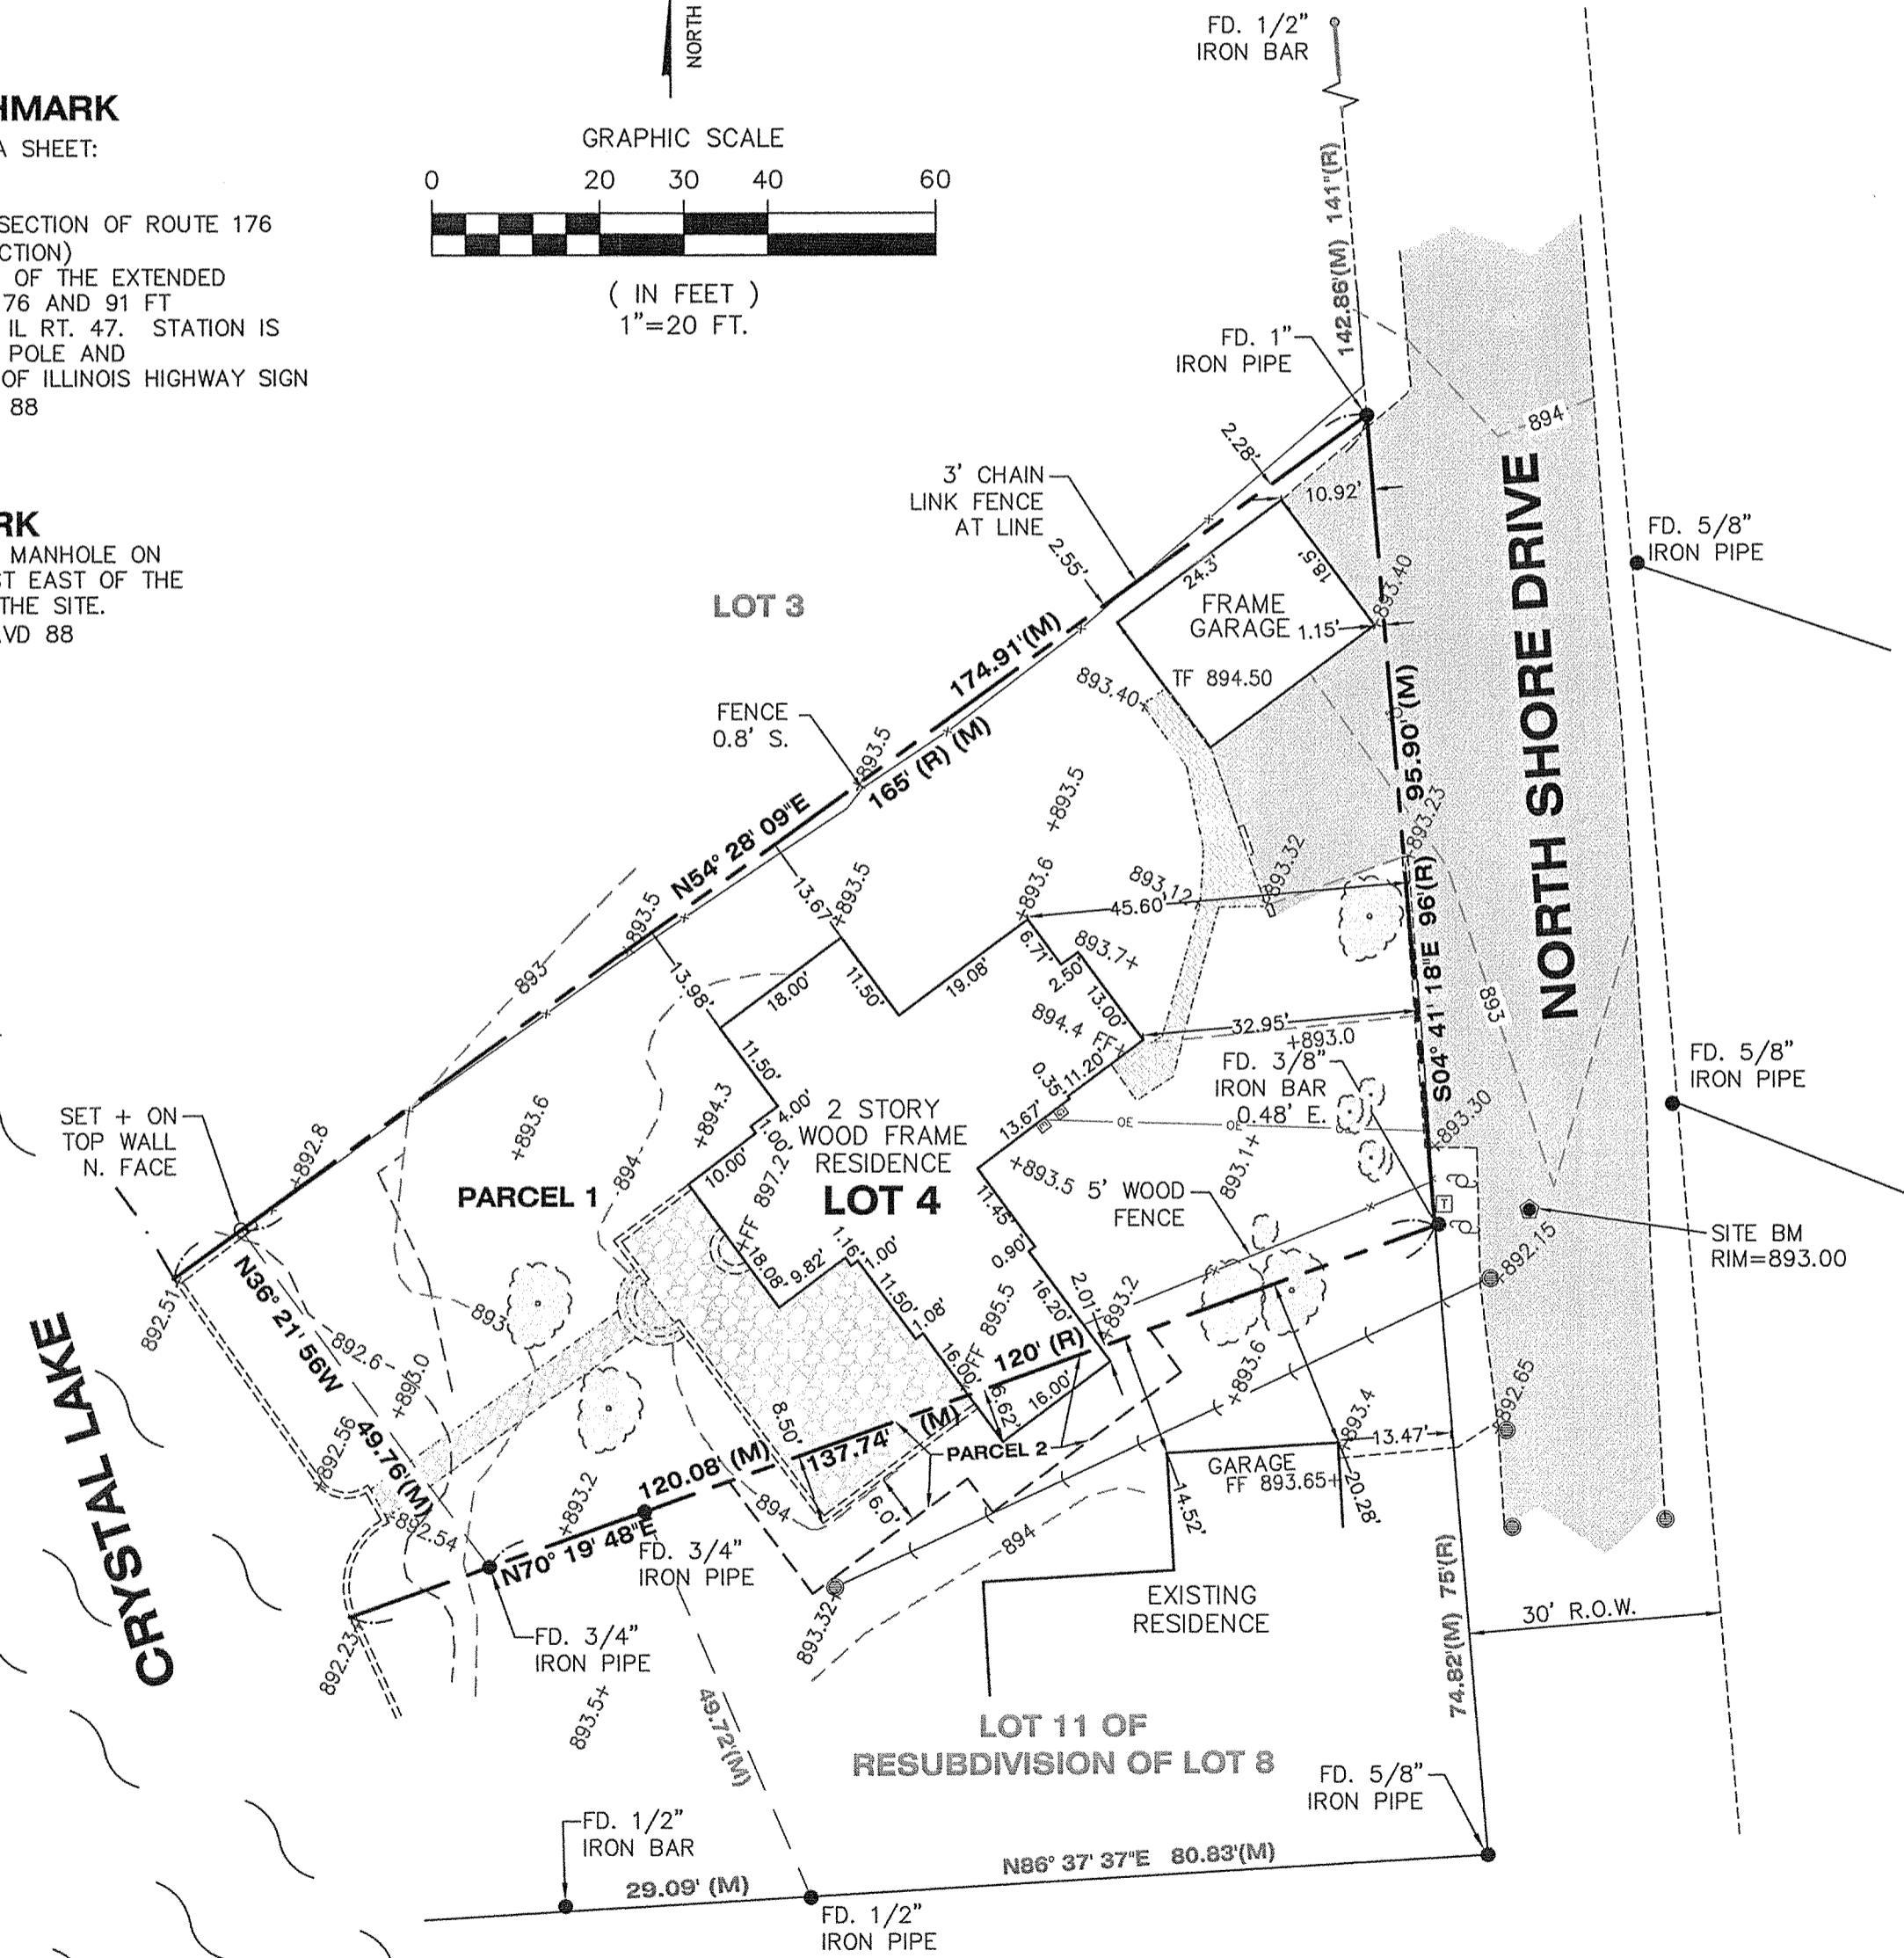 NORTH
HMARK
A SHEET:
SECTION OF ROUTE 176
CTION)
OF THE EXTENDED
76 AND 91 FT
IL RT. 47. STATION IS
POLE AND
OF ILLINOIS HIGHWAY SIGN
88
RK
MANHOLE ON
ST EAST OF THE
THE SITE.
AVD 88
GRAPHIC SCALE
0 20 30 40 60
( IN FEET )
1"=20 FT.
FD. 1/2"
IRON BAR
142.86'(M) 141"(R)
FD. 1"
IRON PIPE
894
2.28'
10.92'
3' CHAIN
LINK FENCE
AT LINE
2.55'
24.3'
18.5'
FRAME
GARAGE
1.15'
893.40
TF 894.50
893.40+
NORTH SHORE DRIVE
FD. 5/8"
IRON PIPE
LOT 3
174.91'(M)
165' (R) (M)
N54° 28' 09"E
FENCE
0.8' S.
893.5
+893.5
95.90' (M)
96'(R)
S04° 41' 18"E
893.23
893.32
893.12
+893.6
45.60'
13.67'
+893.5
893.5
893
13.98'
18.00'
11.50'
19.08'
6.71'
2.50'
893.7+
13.00'
894.4
FF+
32.95'
+893.0
893
FD. 3/8"
IRON BAR
0.48' E.
FD. 5/8"
IRON PIPE
11.50'
4.00'
1.00'
10.00'
0.35'
11.20'
13.67'
OE
OE
893.30
SET + ON
TOP WALL
N. FACE
+892.8
+893.6
+894.3
894
2 STORY
WOOD FRAME
RESIDENCE
LOT 4
PARCEL 1
897.2'
+FF
18.08'
9.82'
1.16'
1.00'
11.50'
1.08'
16.00'
+893.5
11.45'
0.90'
16.20'
5' WOOD
FENCE
893.1+
T
SITE BM
RIM=893.00
+892.15
2.01'
+893.2
FF 895.5
120' (R)
6.62'
16.00'
CRYSTAL LAKE
892.51
N36° 21' 56W
49.76'(M)
892.6
+893.0
893
892.56
+892.54
8.50'
137.74'
(M)
PARCEL 2
120.08' (M)
+893.2
894
6.0'
N70° 19' 48"E
+893.6
+893.4
13.47'
892.65
GARAGE
FF 893.65+
14.52'
20.28'
894
FD. 3/4"
IRON PIPE
FD. 3/4"
IRON PIPE
893.32
892.23
893.5+
49.72'(M)
EXISTING
RESIDENCE
74.82'(M) 75'(R)
30' R.O.W.
LOT 11 OF
RESUBDIVISION OF LOT 8
FD. 5/8"
IRON PIPE
FD. 1/2"
IRON BAR
29.09' (M)
N86° 37' 37"E 80.83'(M)
FD. 1/2"
IRON PIPE